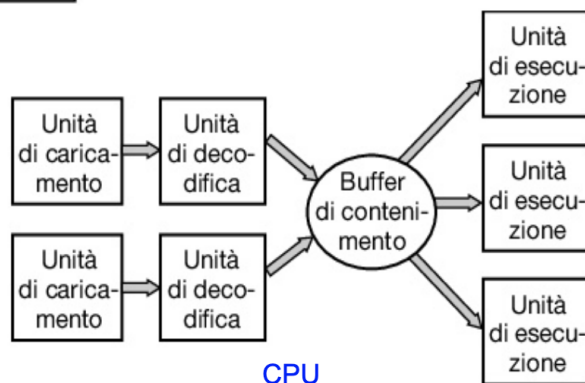 Unità
di carica-
mento
Unità
di deco-
difica
Unità
di carica-
mento
Unità
di deco-
difica
Buffer
di conteni-
mento
Unità
di esecu-
zione
Unità
di esecu-
zione
Unità
di esecu-
zione
CPU